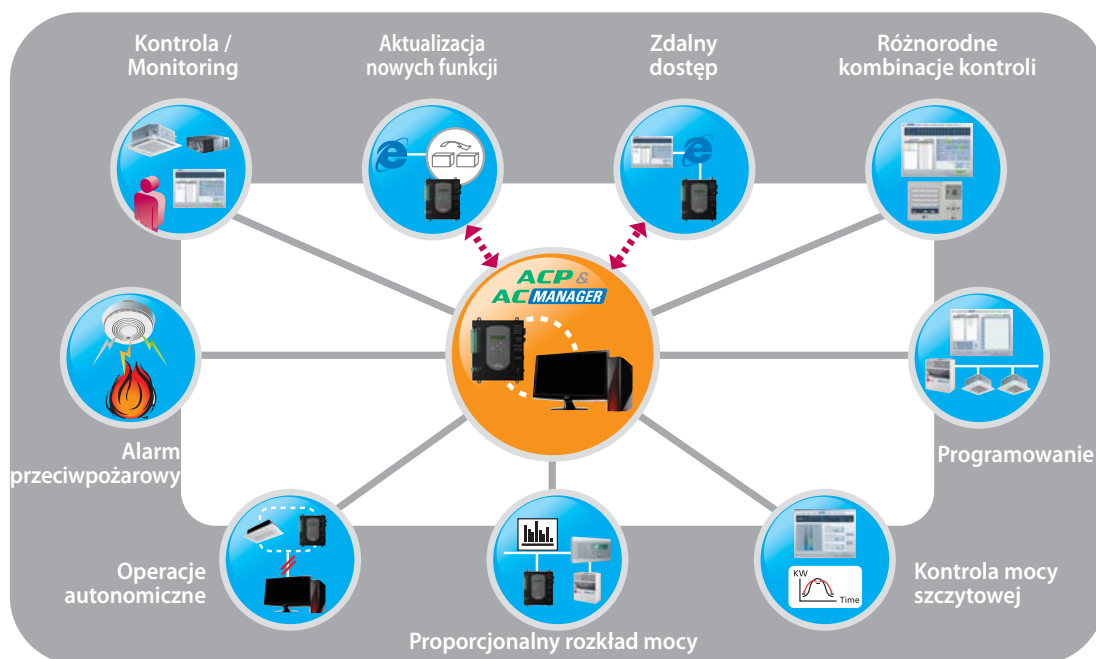 Kontrola /
Monitoring
Aktualizacja
nowych funkcji
Zdalny
dostęp
Różnorodne
kombinacje kontroli
ACP &
AC MANAGER
Alarm
przeciwpożarowy
Programowanie
Operacje
autonomiczne
KW
Time
Kontrola mocy
szczytowej
Proporcjonalny rozkład mocy